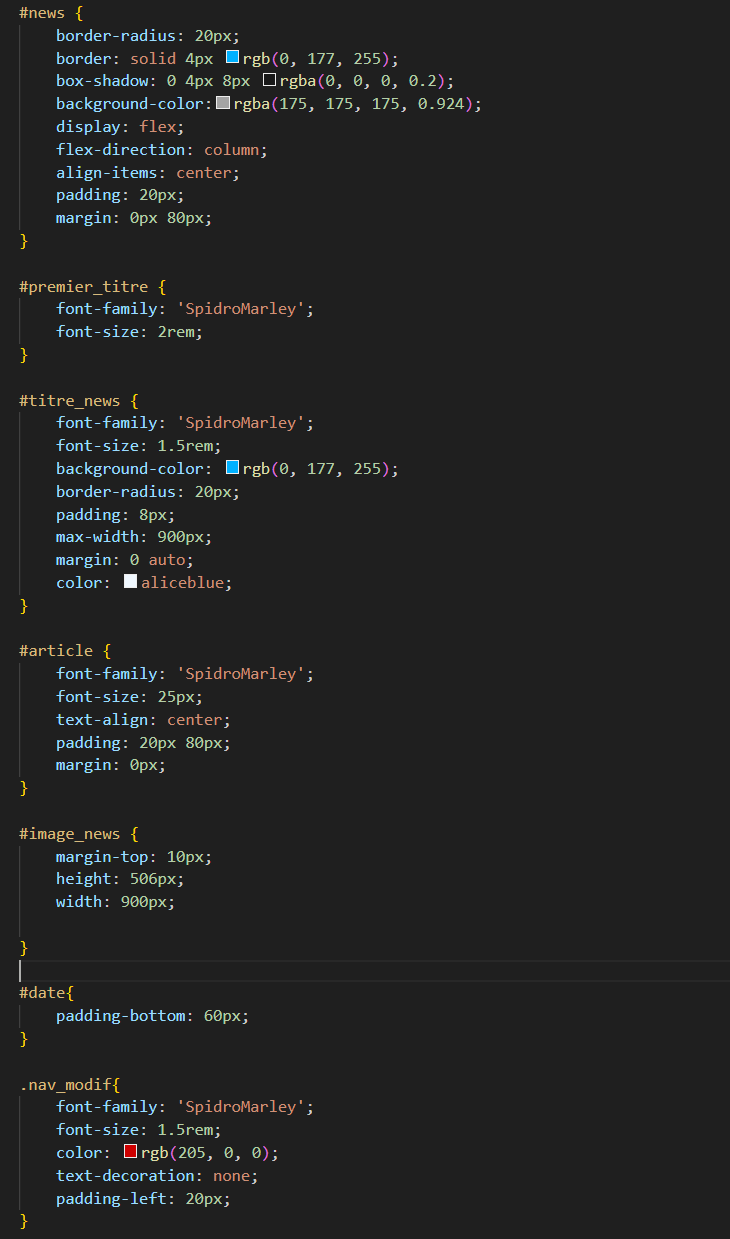 #news {
    border-radius: 20px;
    border: solid 4px rgb(0, 177, 255);
    box-shadow: 0 4px 8px rgba(0, 0, 0, 0.2);
    background-color:rgba(175, 175, 175, 0.924);
    display: flex;
    flex-direction: column;
    align-items: center;
    padding: 20px;
    margin: 0px 80px;
}

#premier_titre {
    font-family: 'SpidroMarley';
    font-size: 2rem;
}

#titre_news {
    font-family: 'SpidroMarley';
    font-size: 1.5rem;
    background-color: rgb(0, 177, 255);
    border-radius: 20px;
    padding: 8px;
    max-width: 900px;
    margin: 0 auto;
    color: aliceblue;
}

#article {
    font-family: 'SpidroMarley';
    font-size: 25px;
    text-align: center;
    padding: 20px 80px;
    margin: 0px;
}

#image_news {
    margin-top: 10px;
    height: 506px;
    width: 900px;

}

#date{
    padding-bottom: 60px;
}

.nav_modif{
    font-family: 'SpidroMarley';
    font-size: 1.5rem;
    color: rgb(205, 0, 0);
    text-decoration: none;
    padding-left: 20px;
}